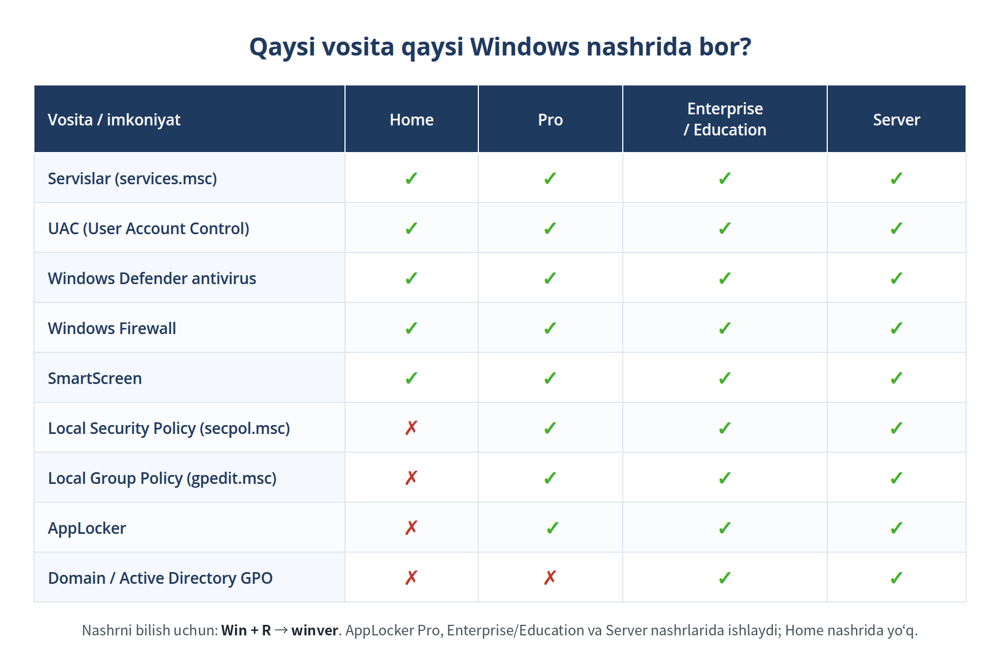 Qaysi vosita qaysi Windows nashrida bor?
Vosita / imkoniyat Home Pro Enterprise / Education Server
Servislar (services.msc) ✓ ✓ ✓ ✓
UAC (User Account Control) ✓ ✓ ✓ ✓
Windows Defender antivirus ✓ ✓ ✓ ✓
Windows Firewall ✓ ✓ ✓ ✓
SmartScreen ✓ ✓ ✓ ✓
Local Security Policy (secpol.msc) ✗ ✓ ✓ ✓
Local Group Policy (gpedit.msc) ✗ ✓ ✓ ✓
AppLocker ✗ ✓ ✓ ✓
Domain / Active Directory GPO ✗ ✗ ✓ ✓
Nashrni bilish uchun: Win + R → winver. AppLocker Pro, Enterprise/Education va Server nashrlarida ishlaydi; Home nashrida yo‘q.